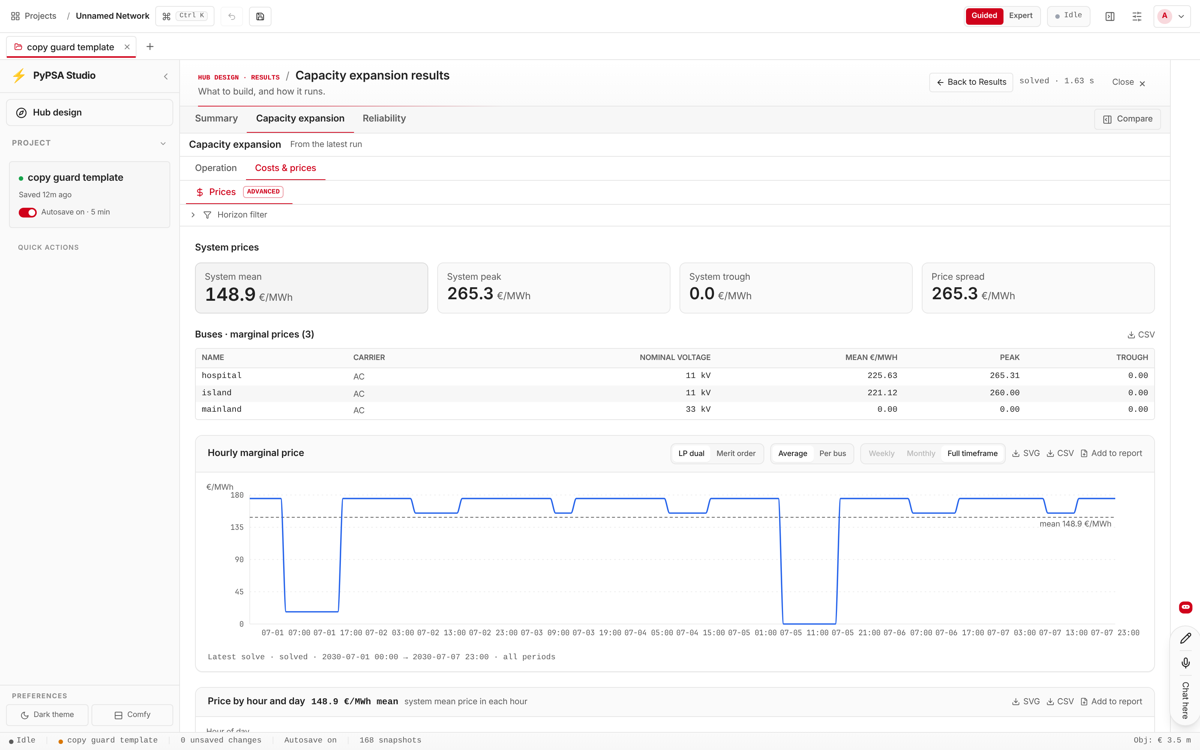 Projects / Unnamed Network ⌘ Ctrl K Guided Expert Idle A
copy guard template × +
PyPSA Studio
Hub design
PROJECT
copy guard template
Saved 12m ago
Autosave on · 5 min
QUICK ACTIONS
PREFERENCES
Dark theme Comfy
HUB DESIGN · RESULTS / Capacity expansion results
What to build, and how it runs.
← Back to Results solved · 1.63 s Close ×
Summary Capacity expansion Reliability Compare
Capacity expansion From the latest run
Operation Costs & prices
$ Prices ADVANCED
Horizon filter
System prices
System mean
148.9 €/MWh
System peak
265.3 €/MWh
System trough
0.0 €/MWh
Price spread
265.3 €/MWh
Buses · marginal prices (3) CSV
NAME CARRIER NOMINAL VOLTAGE MEAN €/MWH PEAK TROUGH
hospital AC 11 kV 225.63 265.31 0.00
island AC 11 kV 221.12 260.00 0.00
mainland AC 33 kV 0.00 0.00 0.00
Hourly marginal price LP dual Merit order Average Per bus Weekly Monthly Full timeframe SVG CSV Add to report
€/MWh
180
135
90
45
0
mean 148.9 €/MWh
07-01 07:00 07-01 17:00 07-02 03:00 07-02 13:00 07-02 23:00 07-03 09:00 07-03 19:00 07-04 05:00 07-04 15:00 07-05 01:00 07-05 11:00 07-05 21:00 07-06 07:00 07-06 17:00 07-07 03:00 07-07 13:00 07-07 23:00
Latest solve · solved · 2030-07-01 00:00 → 2030-07-07 23:00 · all periods
Price by hour and day 148.9 €/MWh mean system mean price in each hour SVG CSV Add to report
Hour of day
Chat here
Idle copy guard template 0 unsaved changes Autosave on 168 snapshots Obj: € 3.5 m